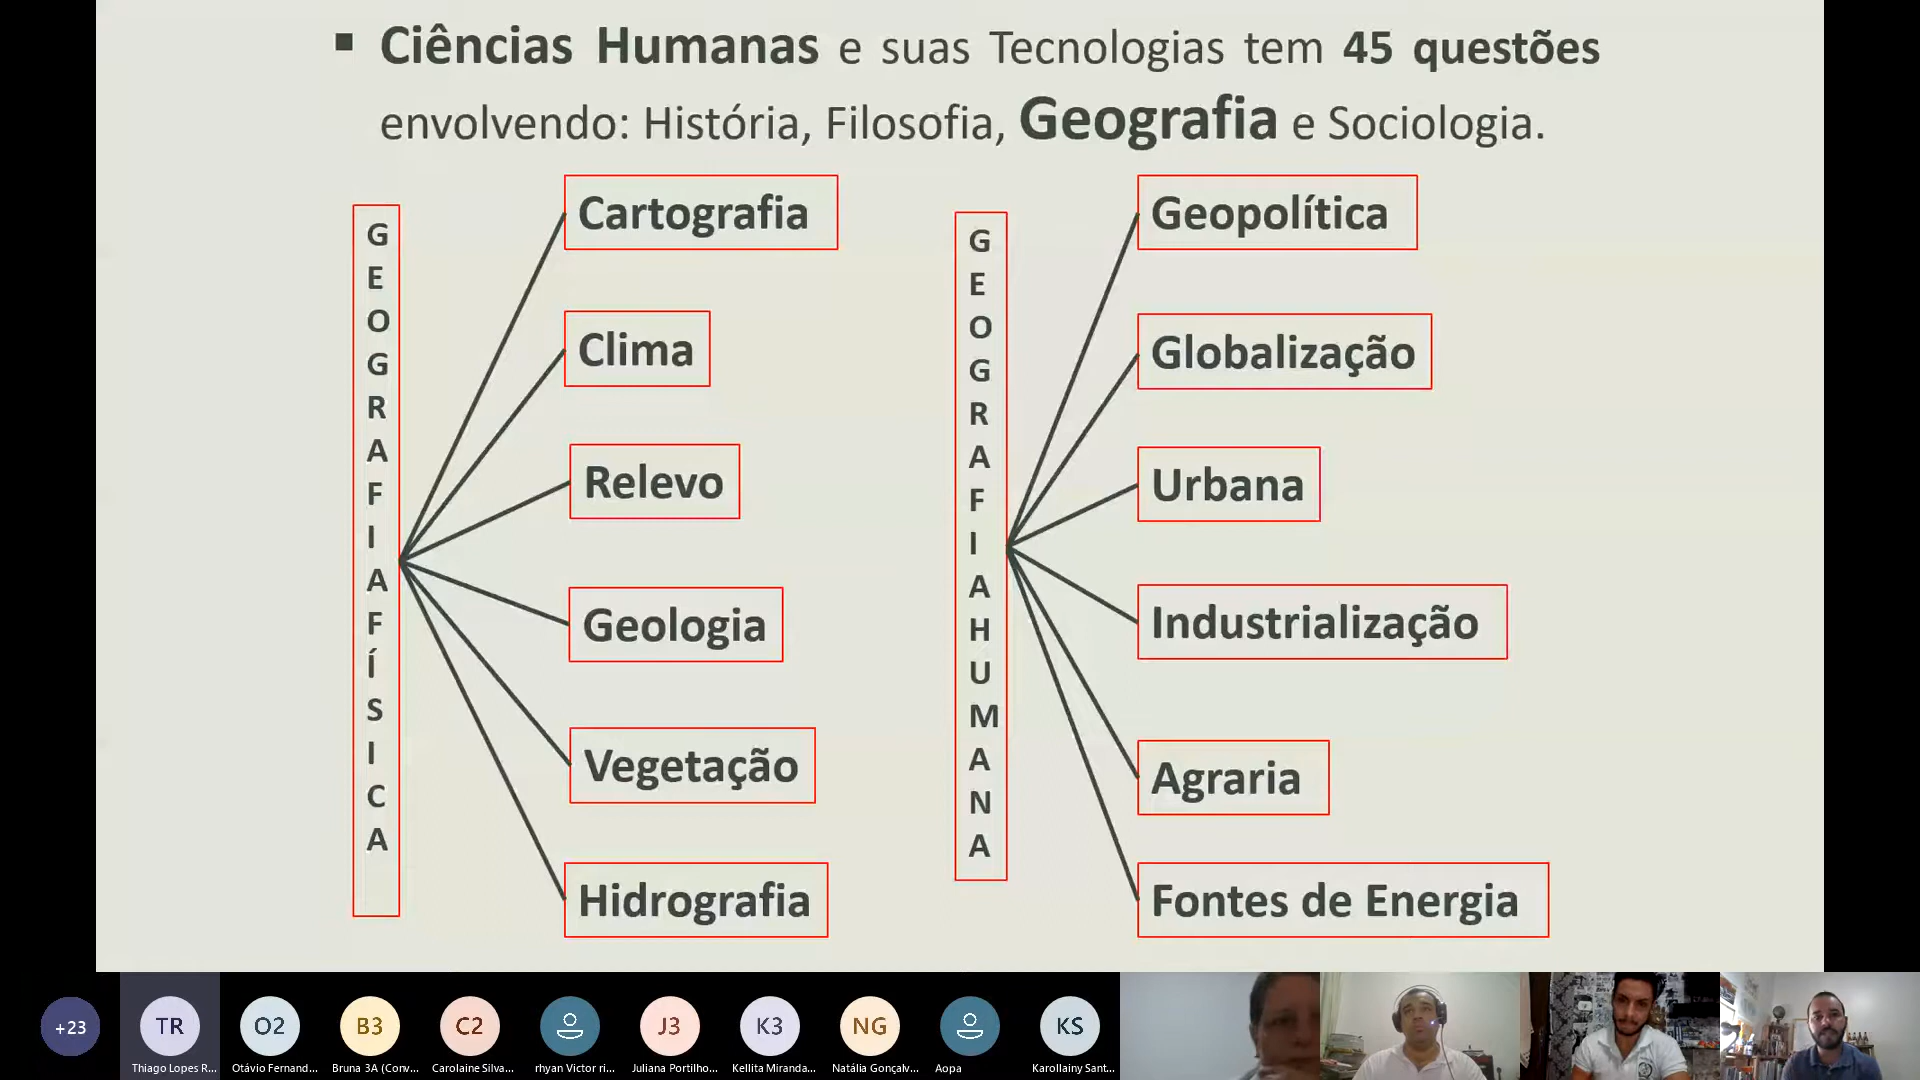 ▪ Ciências Humanas e suas Tecnologias tem 45 questões
envolvendo: História, Filosofia, Geografia e Sociologia.
GEOGRAFIA FÍSICA
Cartografia
Clima
Relevo
Geologia
Vegetação
Hidrografia
GEOGRAFIA HUMANA
Geopolítica
Globalização
Urbana
Industrialização
Agraria
Fontes de Energia
+23
TR
Thiago Lopes R...
O2
Otávio Fernand...
B3
Bruna 3A (Conv...
C2
Carolaine Silva...
rhyan Victor ri...
J3
Juliana Portilho...
K3
Kellita Miranda...
NG
Natália Gonçalv...
Aopa
KS
Karollainy Sant...